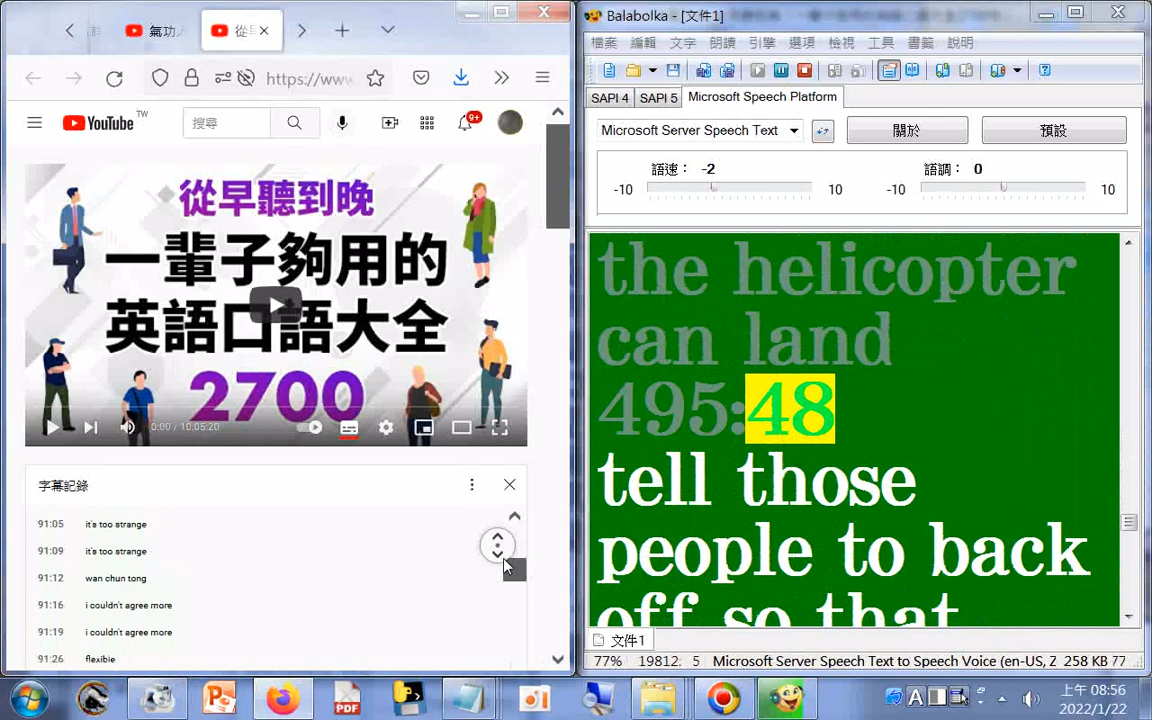 氣功
從
https://www
YouTube TW
搜尋
9+
從早聽到晚
一輩子夠用的
英語口語大全
2700
0:00 / 10:05:20
字幕記錄
91:05 it's too strange
91:09 it's too strange
91:12 wan chun tong
91:16 i couldn't agree more
91:19 i couldn't agree more
91:26 flexible
Balabolka - [文件1]
檔案 編輯 文字 朗讀 引擎 選項 檢視 工具 書籤 說明
SAPI 4 SAPI 5 Microsoft Speech Platform
Microsoft Server Speech Text 關於 預設
語速： -2 語調： 0
-10 10 -10 10
the helicopter
can land
495:48
tell those
people to back
off so that
文件1
77% 19812: 5 Microsoft Server Speech Text to Speech Voice (en-US, Z 258 KB 77
PDF
A
上午 08:56
2022/1/22